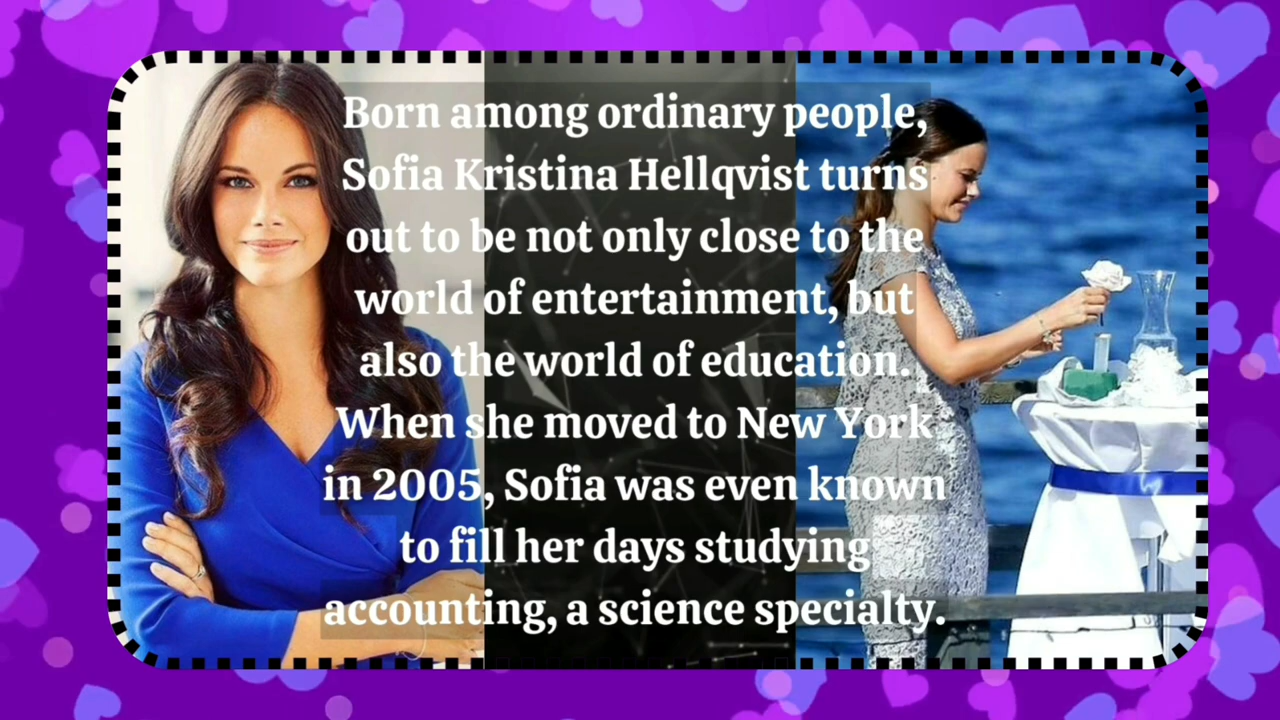 Born among ordinary people,
Sofia Kristina Hellqvist turns
out to be not only close to the
world of entertainment, but
also the world of education.
When she moved to New York
in 2005, Sofia was even known
to fill her days studying
accounting, a science specialty.